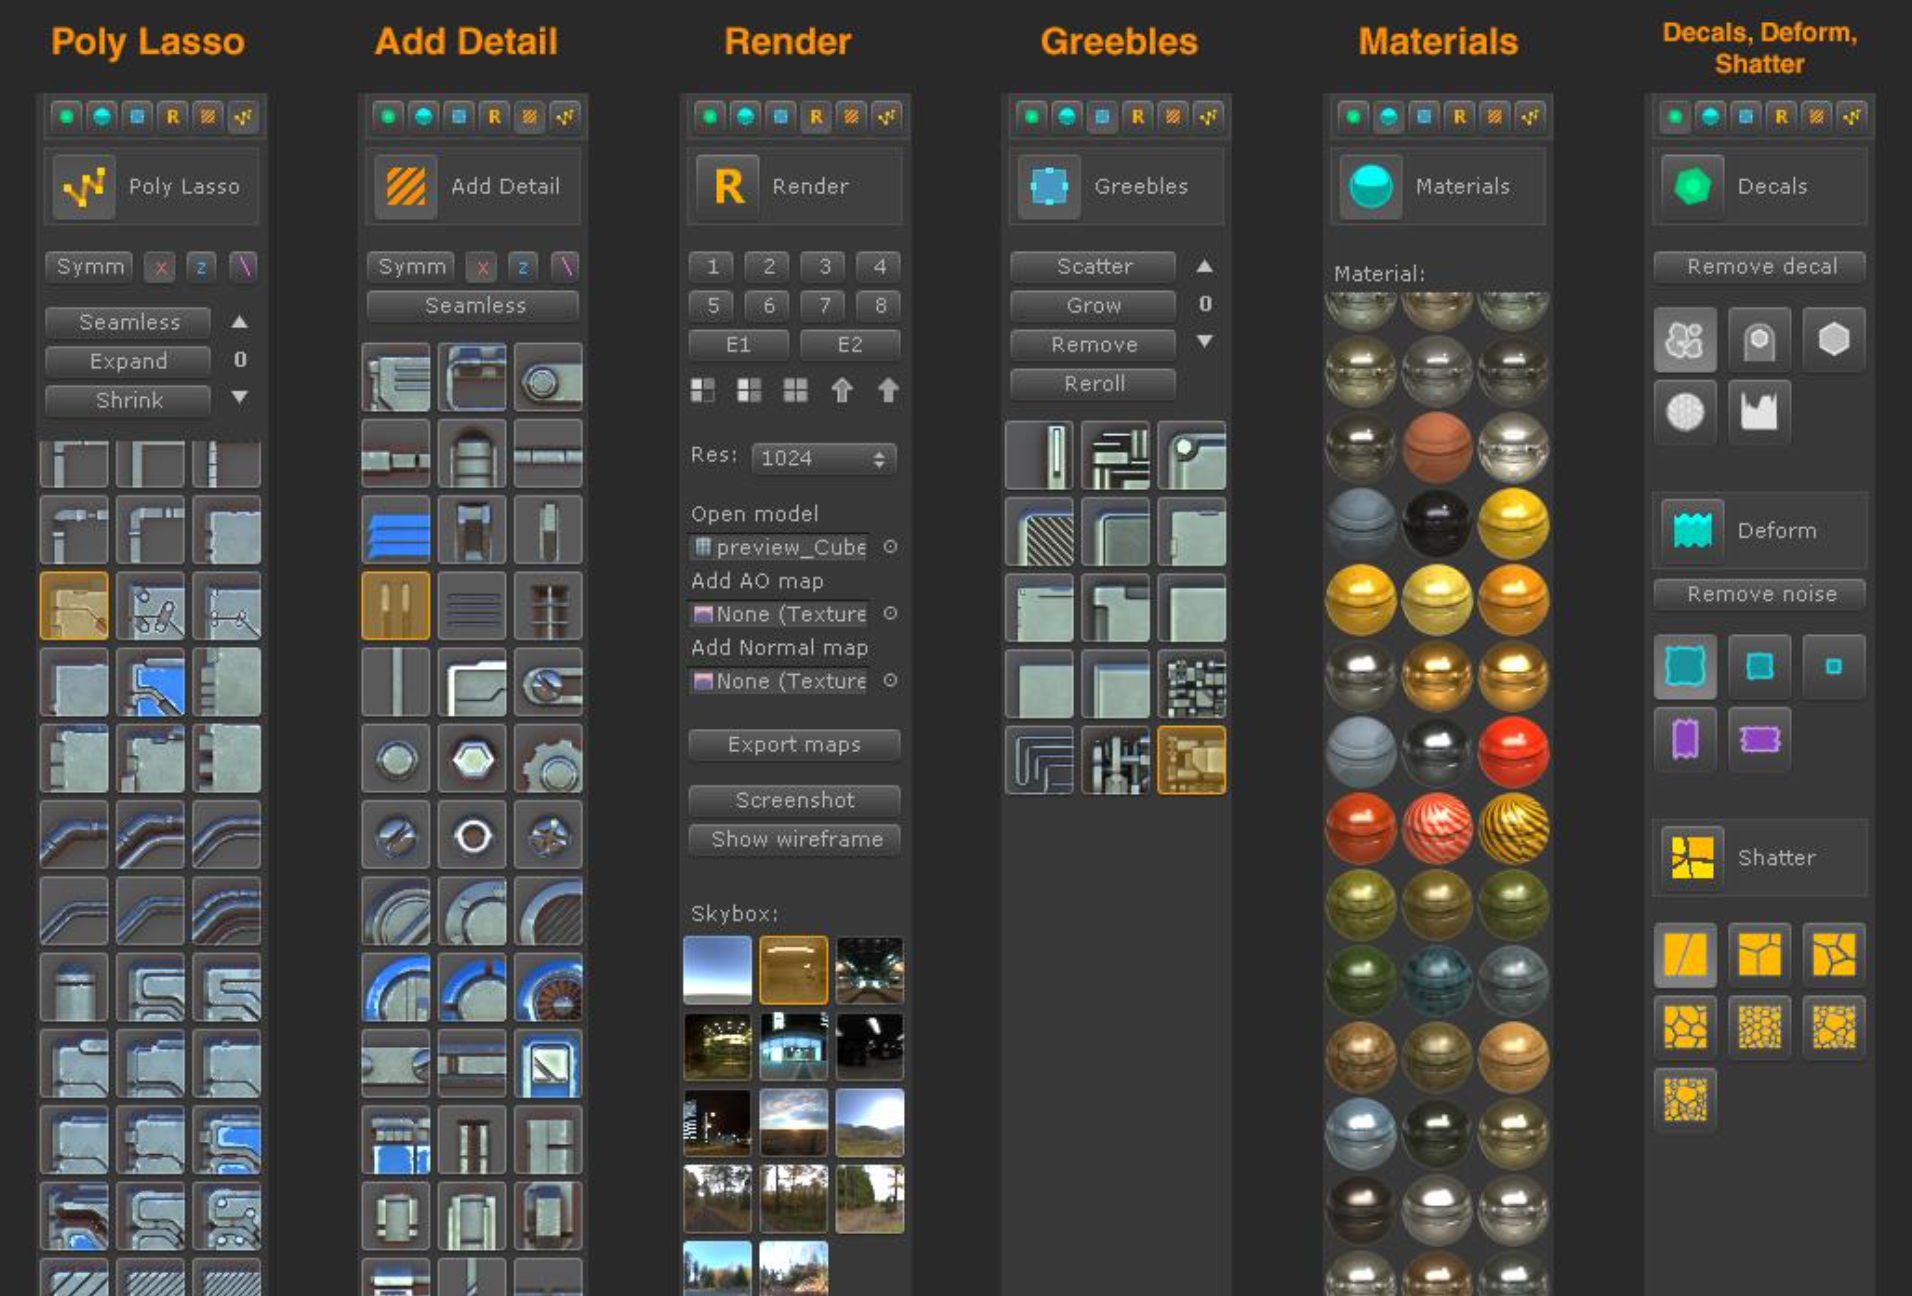 Poly Lasso
R
Poly Lasso
Symm x z \
Seamless
Expand 0
Shrink
Add Detail
R
Add Detail
Symm x z \
Seamless
Render
R
R Render
1 2 3 4
5 6 7 8
E1 E2
Res: 1024
Open model
preview_Cube
Add AO map
None (Texture
Add Normal map
None (Texture
Export maps
Screenshot
Show wireframe
Skybox:
Greebles
R
Greebles
Scatter
Grow 0
Remove
Reroll
Materials
R
Materials
Material:
Decals, Deform,
Shatter
R
Decals
Remove decal
Deform
Remove noise
Shatter